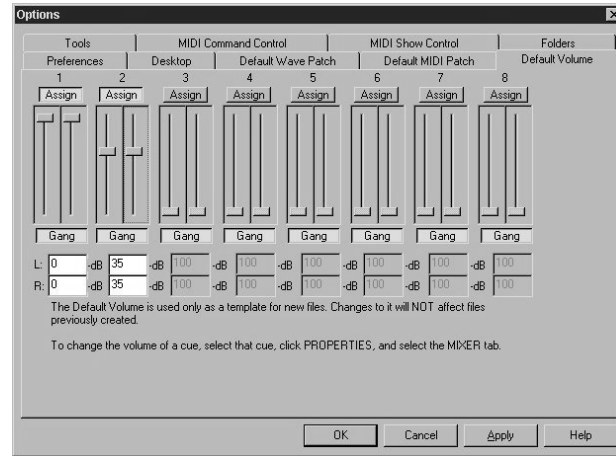 Options
Tools MIDI Command Control MIDI Show Control Folders
Preferences Desktop Default Wave Patch Default MIDI Patch Default Volume
1 2 3 4 5 6 7 8
Assign Assign Assign Assign Assign Assign Assign Assign
Gang Gang Gang Gang Gang Gang Gang Gang
L: 0 -dB 35 -dB 100 -dB 100 -dB 100 -dB 100 -dB 100 -dB 100
R: 0 -dB 35 -dB 100 -dB 100 -dB 100 -dB 100 -dB 100 -dB 100
The Default Volume is used only as a template for new files. Changes to it will NOT affect files
previously created.
To change the volume of a cue, select that cue, click PROPERTIES, and select the MIXER tab.
OK Cancel Apply Help